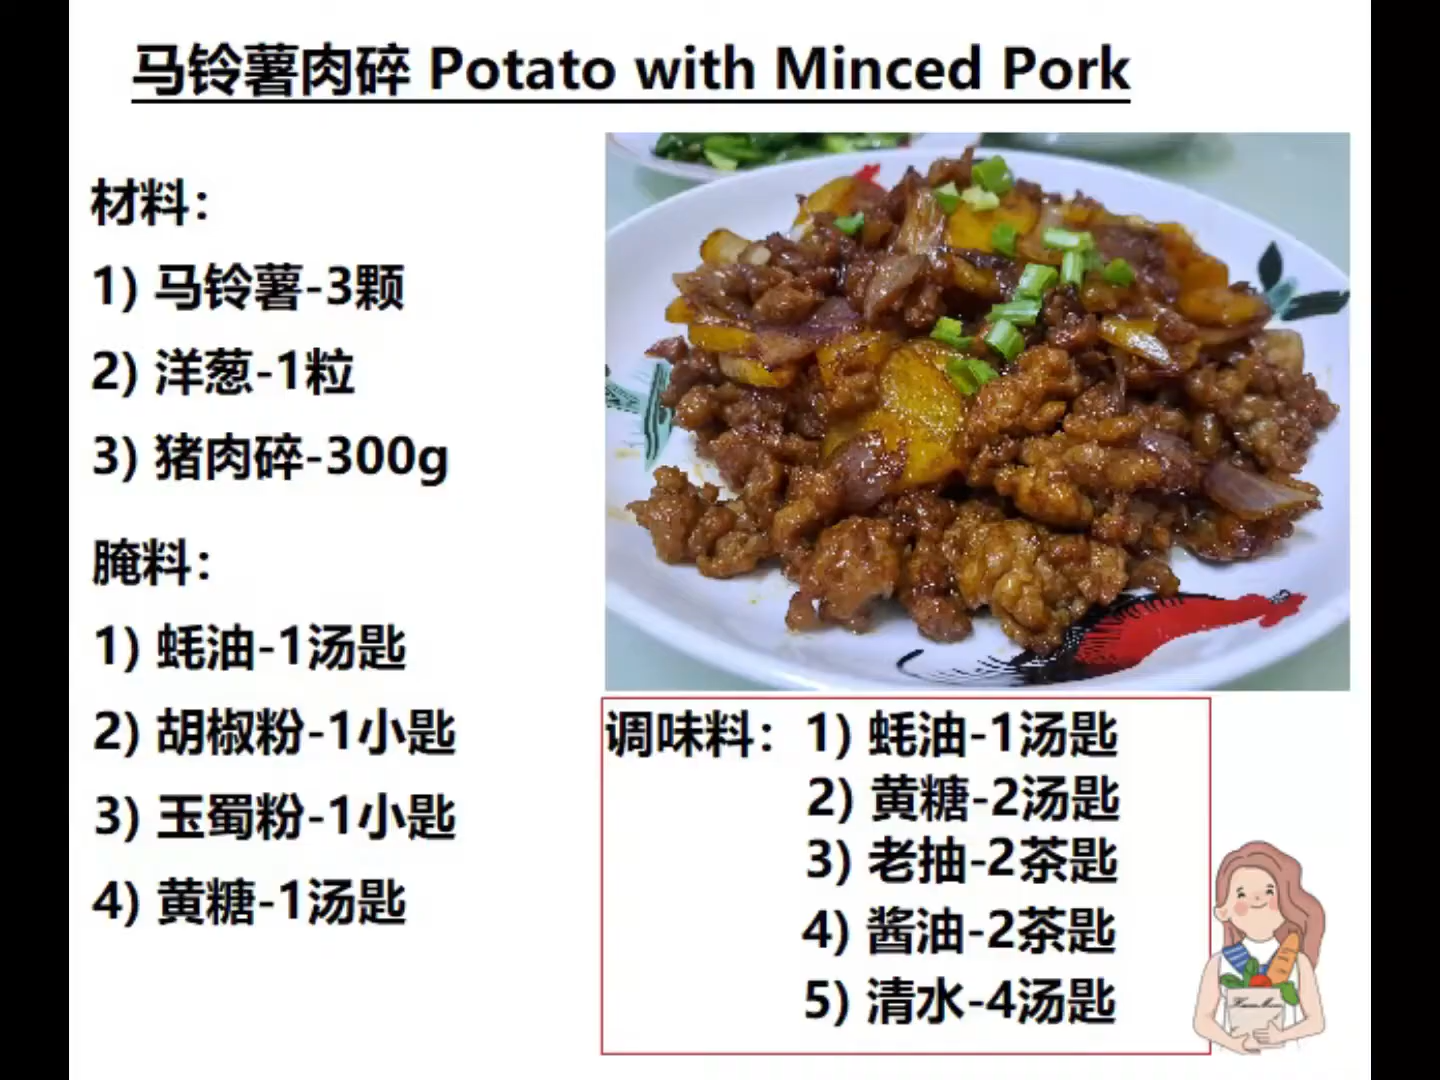 马铃薯肉碎 Potato with Minced Pork
材料：
1) 马铃薯-3颗
2) 洋葱-1粒
3) 猪肉碎-300g
腌料：
1) 蚝油-1汤匙
2) 胡椒粉-1小匙
3) 玉蜀粉-1小匙
4) 黄糖-1汤匙
调味料：1) 蚝油-1汤匙
2) 黄糖-2汤匙
3) 老抽-2茶匙
4) 酱油-2茶匙
5) 清水-4汤匙